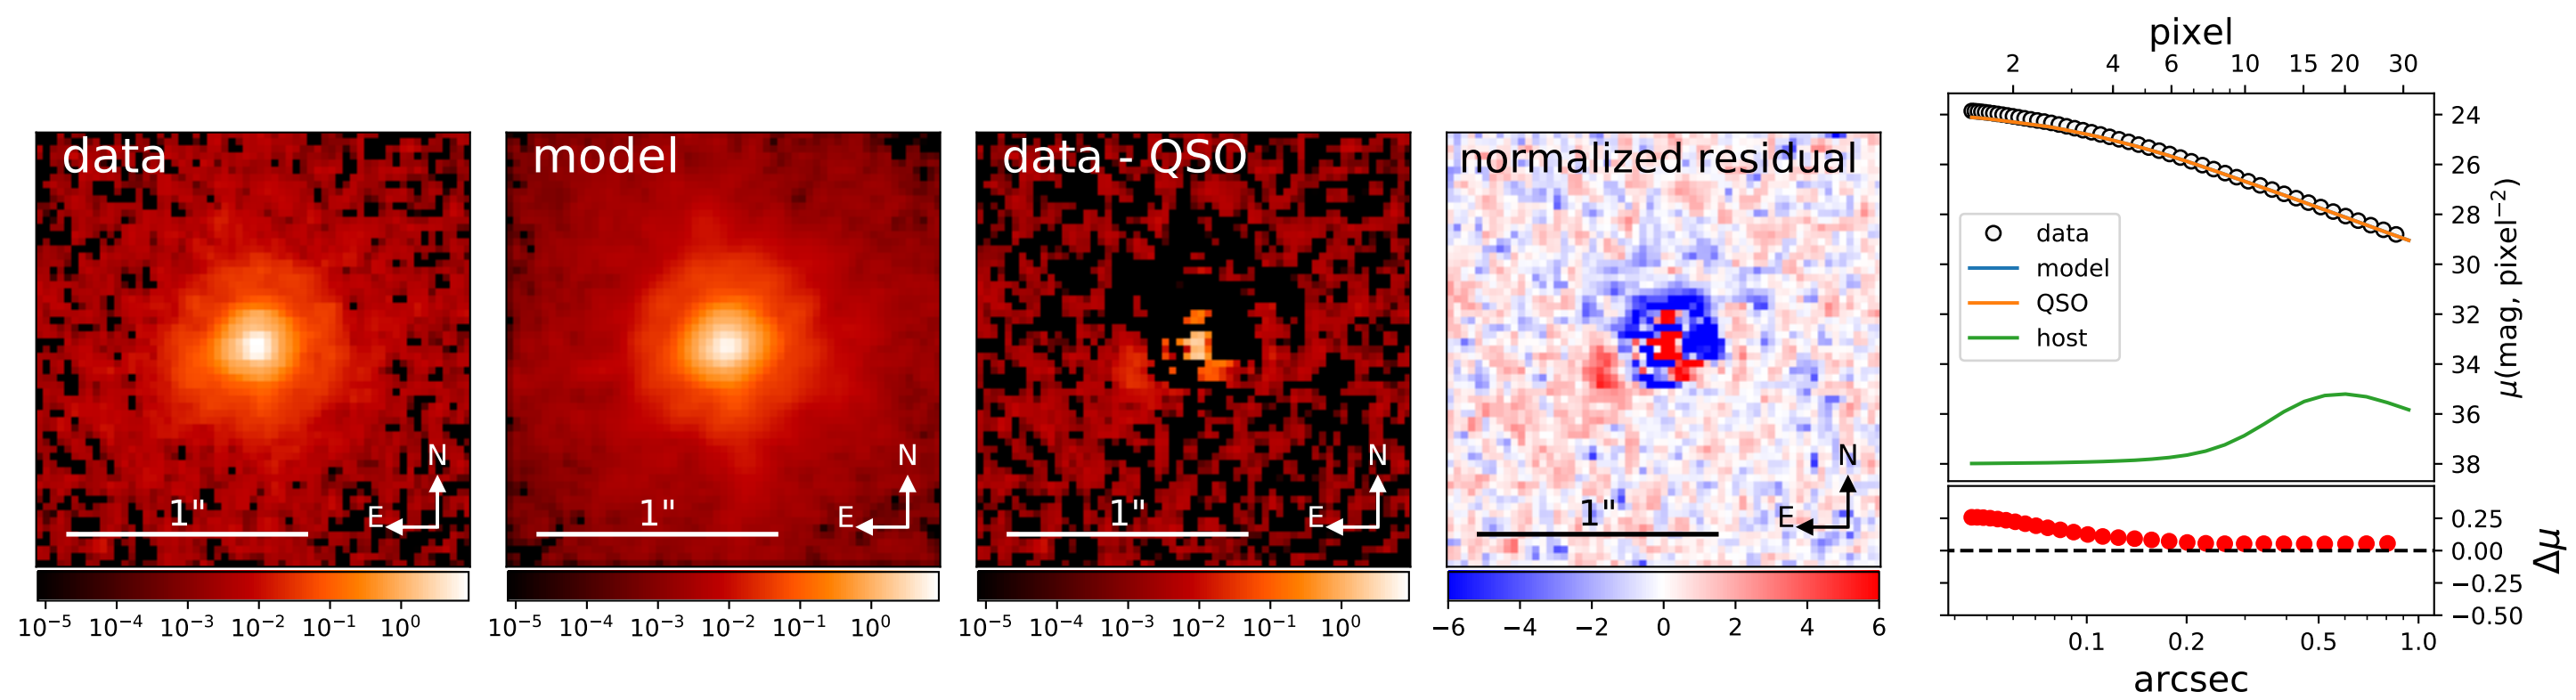 data
N
E
1"
10⁻⁵ 10⁻⁴ 10⁻³ 10⁻² 10⁻¹ 10⁰
model
N
E
1"
10⁻⁵ 10⁻⁴ 10⁻³ 10⁻² 10⁻¹ 10⁰
data - QSO
N
E
1"
10⁻⁵ 10⁻⁴ 10⁻³ 10⁻² 10⁻¹ 10⁰
normalized residual
N
E
1"
−6 −4 −2 0 2 4 6
pixel
2 4 6 10 15 20 30
24
26
28
30
32
34
36
38
μ(mag, pixel⁻²)
data
model
QSO
host
0.25
0.00
−0.25
−0.50
Δμ
0.1 0.2 0.5 1.0
arcsec